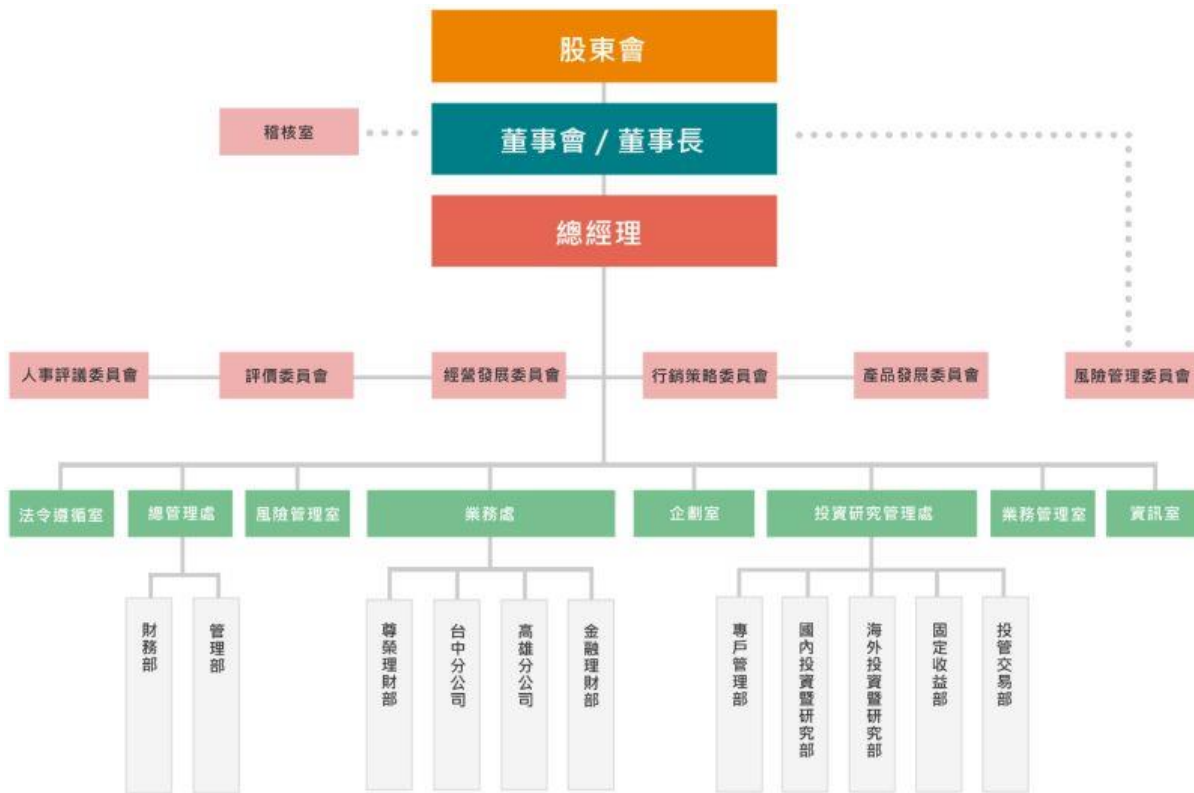 股東會
稽核室
董事會 / 董事長
總經理
人事評議委員會
評價委員會
經營發展委員會
行銷策略委員會
產品發展委員會
風險管理委員會
法令遵循室
總管理處
風險管理室
業務處
企劃室
投資研究管理處
業務管理室
資訊室
財務部
管理部
尊榮理財部
台中分公司
高雄分公司
金融理財部
專戶管理部
國內投資暨研究部
海外投資暨研究部
固定收益部
投管交易部